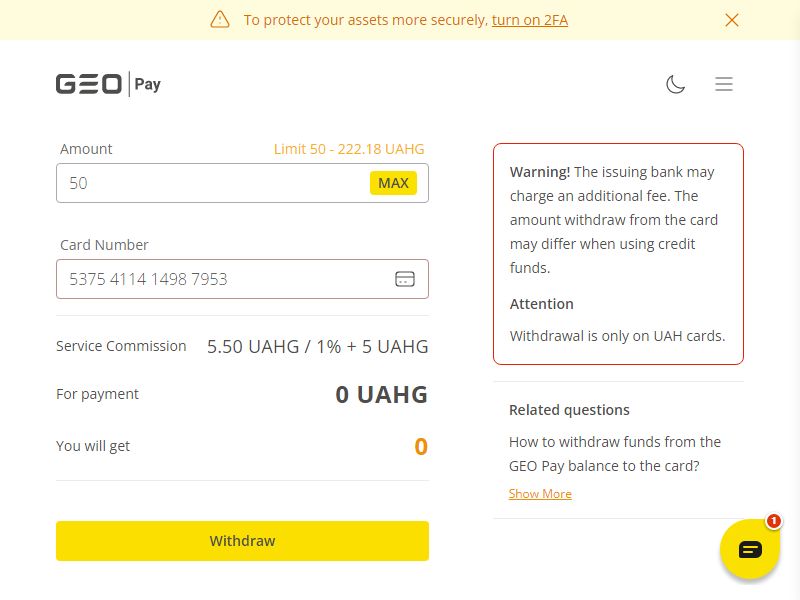 To protect your assets more securely, turn on 2FA
GEO Pay
Amount
Limit 50 - 222.18 UAHG
50
MAX
Card Number
5375 4114 1498 7953
Service Commission
5.50 UAHG / 1% + 5 UAHG
For payment
0 UAHG
You will get
0
Withdraw
Warning! The issuing bank may
charge an additional fee. The
amount withdraw from the card
may differ when using credit
funds.
Attention
Withdrawal is only on UAH cards.
Related questions
How to withdraw funds from the
GEO Pay balance to the card?
Show More
1